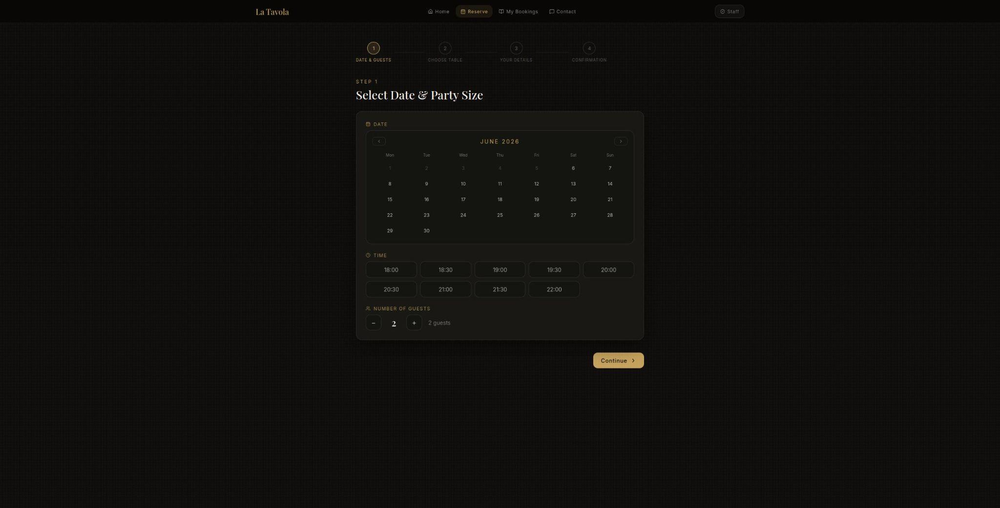 La Tavola
Home Reserve My Bookings Contact
Staff
1 2 3 4
DATE & GUESTS CHOOSE TABLE YOUR DETAILS CONFIRMATION
STEP 1
Select Date & Party Size
DATE
JUNE 2026
Mon Tue Wed Thu Fri Sat Sun
1 2 3 4 5 6 7
8 9 10 11 12 13 14
15 16 17 18 19 20 21
22 23 24 25 26 27 28
29 30
TIME
18:00 18:30 19:00 19:30 20:00
20:30 21:00 21:30 22:00
NUMBER OF GUESTS
− 2 + 2 guests
Continue